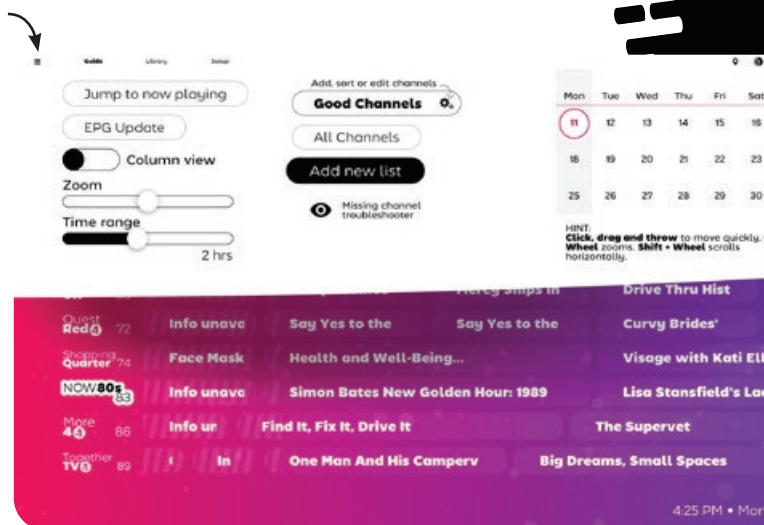 Guide Library Setup
Jump to now playing
EPG Update
Column view
Zoom
Time range
2 hrs
Add, sort or edit channels
Good Channels
All Channels
Add new list
Missing channel
troubleshooter
Mon Tue Wed Thu Fri Sat
11 12 13 14 15 16
18 19 20 21 22 23
25 26 27 28 29 30
HINT:
Click, drag and throw to move quickly.
Wheel zooms. Shift + Wheel scrolls
horizontally.
Mercy Ships in Drive Thru Hist
Quest
Red 72 Info unava Say Yes to the Say Yes to the Curvy Brides'
Shopping
Quarter 74 Face Mask Health and Well-Being... Visage with Kati Ell
NOW80s
83 Info unava Simon Bates New Golden Hour: 1989 Lisa Stansfield's Lad
More
4 86 Info un Find It, Fix It, Drive It The Supervet
Together
TV 89 In One Man And His Camperv Big Dreams, Small Spaces
4:25 PM • Mon